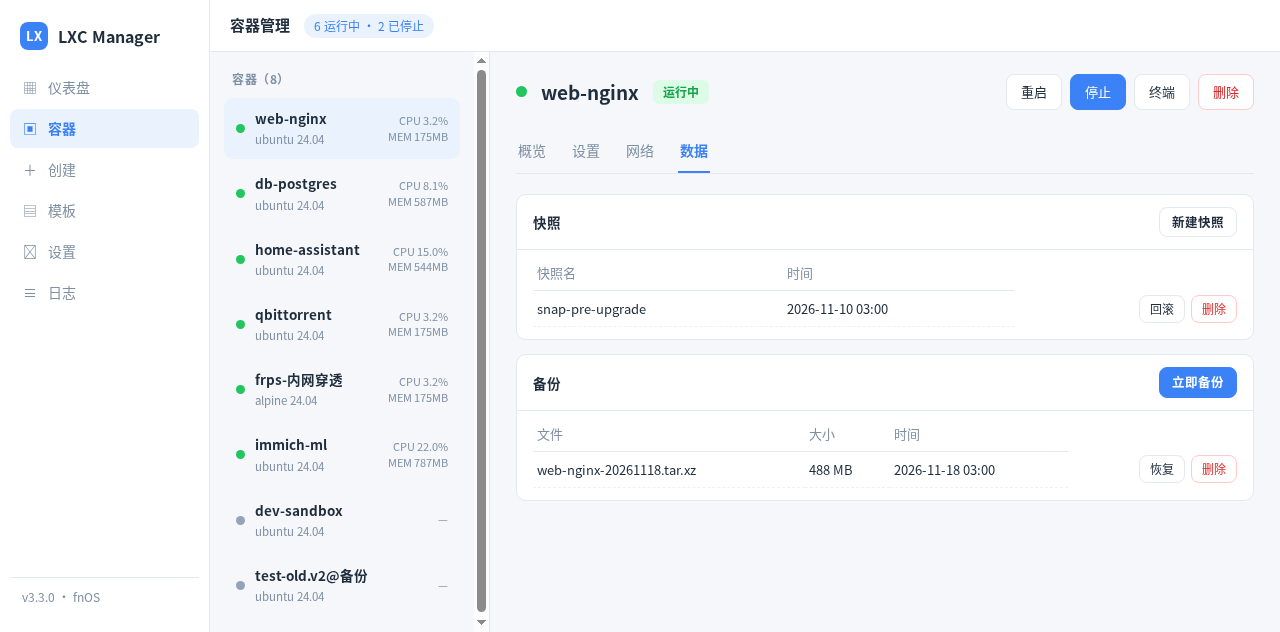 LX LXC Manager
仪表盘
容器
创建
模板
设置
日志
v3.3.0 • fnOS
容器管理
6 运行中 • 2 已停止
容器（8）
web-nginx
ubuntu 24.04
CPU 3.2%
MEM 175MB
db-postgres
ubuntu 24.04
CPU 8.1%
MEM 587MB
home-assistant
ubuntu 24.04
CPU 15.0%
MEM 544MB
qbittorrent
ubuntu 24.04
CPU 3.2%
MEM 175MB
frps-内网穿透
alpine 24.04
CPU 3.2%
MEM 175MB
immich-ml
ubuntu 24.04
CPU 22.0%
MEM 787MB
dev-sandbox
ubuntu 24.04
—
test-old.v2@备份
ubuntu 24.04
—
web-nginx 运行中
重启 停止 终端 删除
概览 设置 网络 数据
快照 新建快照
快照名 时间
snap-pre-upgrade 2026-11-10 03:00 回滚 删除
备份 立即备份
文件 大小 时间
web-nginx-20261118.tar.xz 488 MB 2026-11-18 03:00 恢复 删除